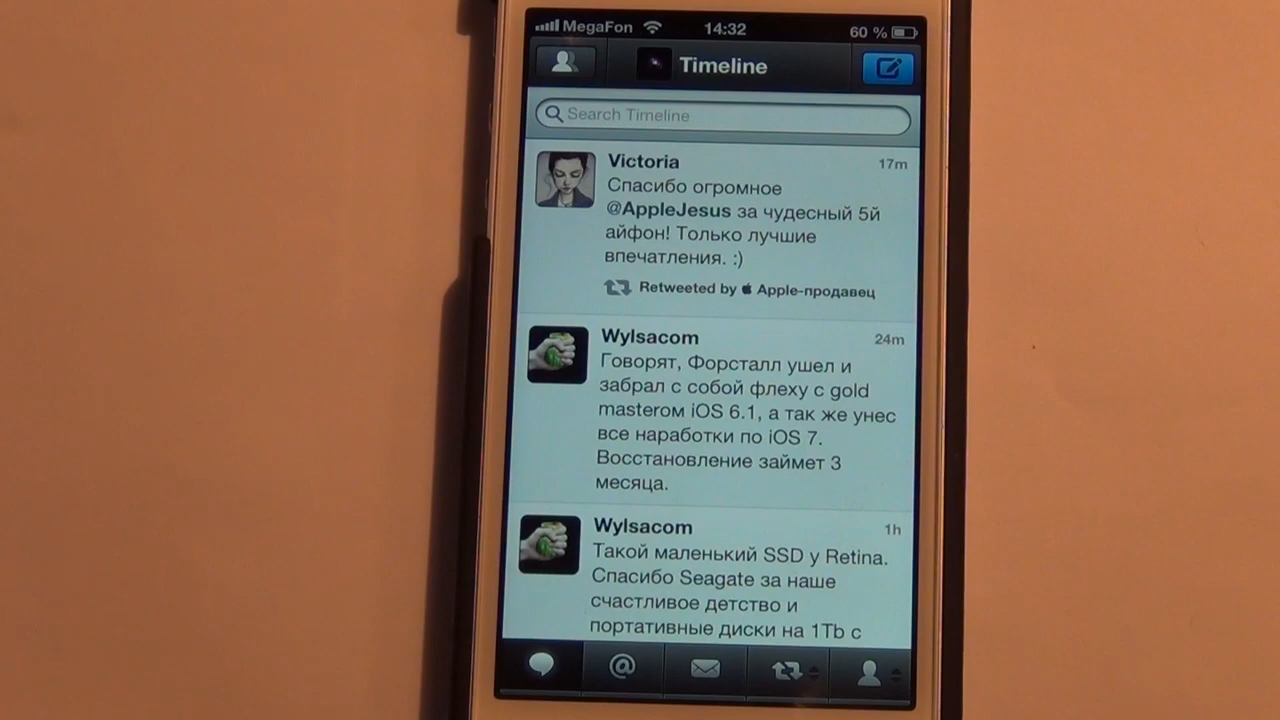 MegaFon 14:32 60 %
Timeline
Search Timeline
Victoria 17m
Спасибо огромное
@AppleJesus за чудесный 5й
айфон! Только лучшие
впечатления. :)
Retweeted by Apple-продавец
Wylsacom 24m
Говорят, Форсталл ушел и
забрал с собой флеху с gold
masterом iOS 6.1, а так же унес
все наработки по iOS 7.
Восстановление займет 3
месяца.
Wylsacom 1h
Такой маленький SSD у Retina.
Спасибо Seagate за наше
счастливое детство и
портативные диски на 1Tb с
@